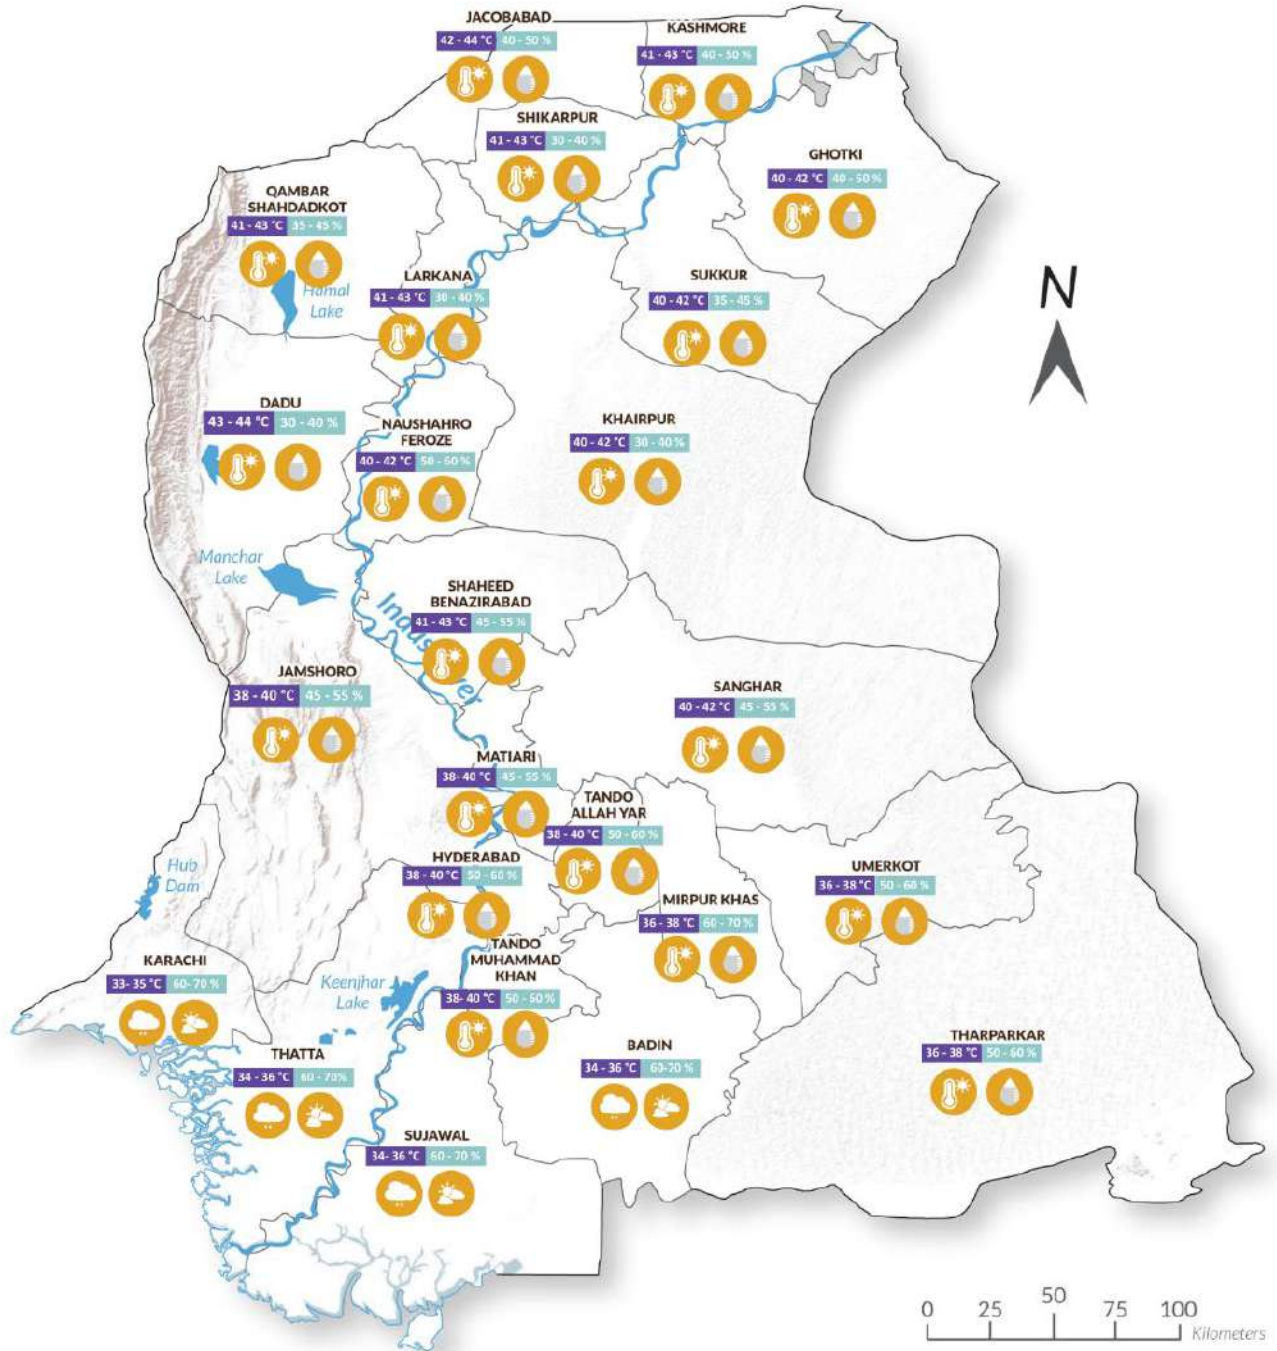 JACOBABAD
42 - 44 °C 40 - 50 %
KASHMORE
41 - 43 °C 40 - 50 %
SHIKARPUR
41 - 43 °C 30 - 40 %
GHOTKI
40 - 42 °C 40 - 50 %
QAMBAR
SHAHDADKOT
41 - 43 °C 35 - 45 %
Hamal
Lake
LARKANA
41 - 43 °C 30 - 40 %
SUKKUR
40 - 42 °C 35 - 45 %
N
DADU
43 - 44 °C 30 - 40 %
NAUSHAHRO
FEROZE
40 - 42 °C 50 - 60 %
KHAIRPUR
40 - 42 °C 30 - 40 %
Manchar
Lake
SHAHEED
BENAZIRABAD
41 - 43 °C 45 - 55 %
Indus
JAMSHORO
38 - 40 °C 45 - 55 %
SANGHAR
40 - 42 °C 45 - 55 %
MATIARI
38- 40 °C 45 - 55 %
TANDO
ALLAH YAR
38 - 40 °C 50 - 60 %
HYDERABAD
38 - 40 °C 50 - 60 %
Hub
Dam
UMERKOT
36 - 38 °C 50 - 60 %
MIRPUR KHAS
36 - 38 °C 60 - 70 %
KARACHI
33- 35 °C 60- 70 %
Keenjhar
Lake
TANDO
MUHAMMAD
KHAN
38- 40 °C 50 - 60 %
THATTA
34 - 36 °C 60 - 70%
BADIN
34 - 36 °C 60-70 %
THARPARKAR
36 - 38 °C 50 - 60 %
SUJAWAL
34- 36 °C 60 - 70 %
0 25 50 75 100
Kilometers